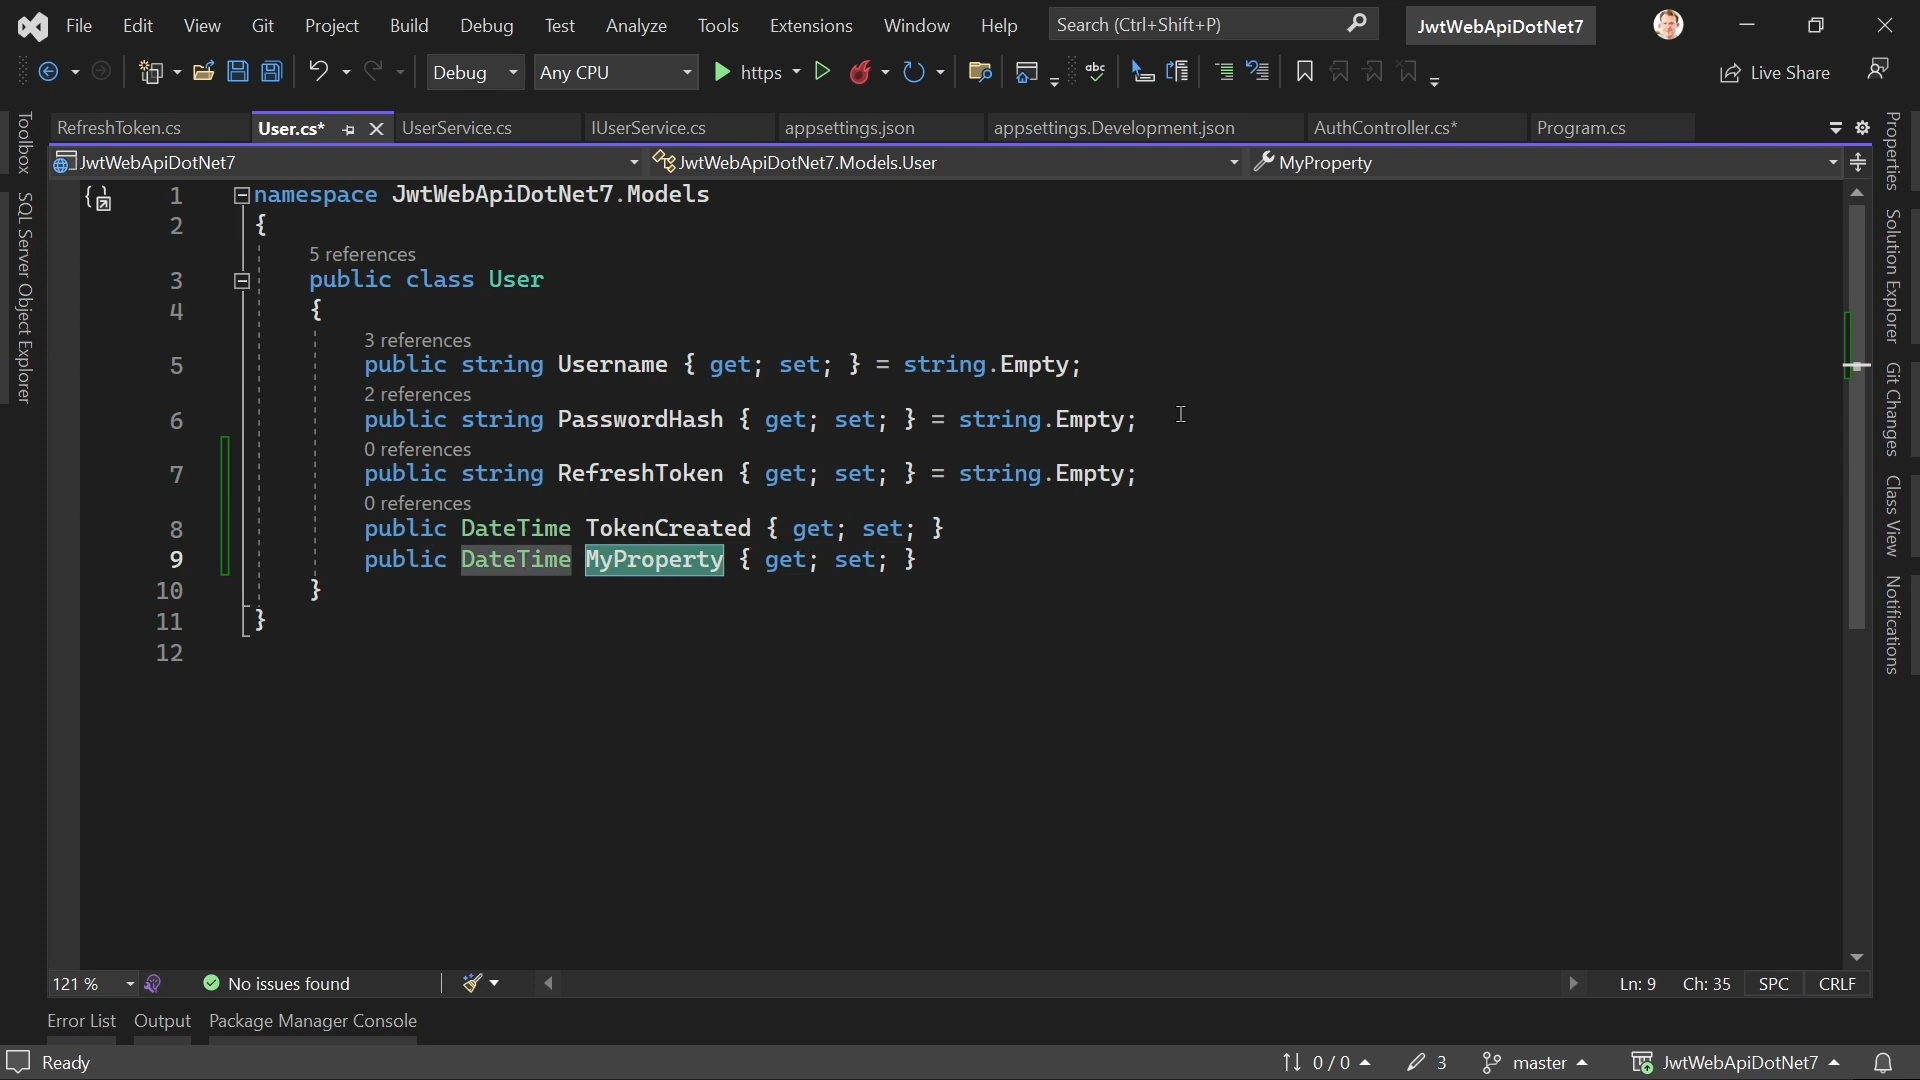 File Edit View Git Project Build Debug Test Analyze Tools Extensions Window Help Search (Ctrl+Shift+P) JwtWebApiDotNet7
Debug Any CPU https Live Share
RefreshToken.cs User.cs* UserService.cs IUserService.cs appsettings.json appsettings.Development.json AuthController.cs* Program.cs
JwtWebApiDotNet7 JwtWebApiDotNet7.Models.User MyProperty
Toolbox
SQL Server Object Explorer
1 namespace JwtWebApiDotNet7.Models
2 {
5 references
3 public class User
4 {
3 references
5 public string Username { get; set; } = string.Empty;
2 references
6 public string PasswordHash { get; set; } = string.Empty;
0 references
7 public string RefreshToken { get; set; } = string.Empty;
0 references
8 public DateTime TokenCreated { get; set; }
9 public DateTime MyProperty { get; set; }
10 }
11 }
12
Properties
Solution Explorer
Git Changes
Class View
Notifications
121 % No issues found Ln: 9 Ch: 35 SPC CRLF
Error List Output Package Manager Console
Ready 0 / 0 3 master JwtWebApiDotNet7